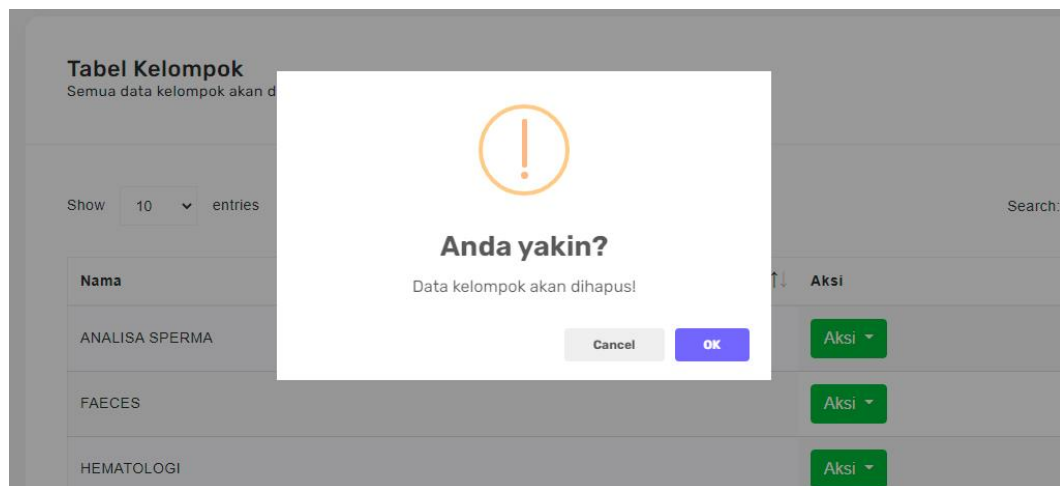 Tabel Kelompok
Semua data kelompok akan d
Show 10 entries
Search:
Anda yakin?
Data kelompok akan dihapus!
Cancel OK
Nama Aksi
ANALISA SPERMA Aksi
FAECES Aksi
HEMATOLOGI Aksi